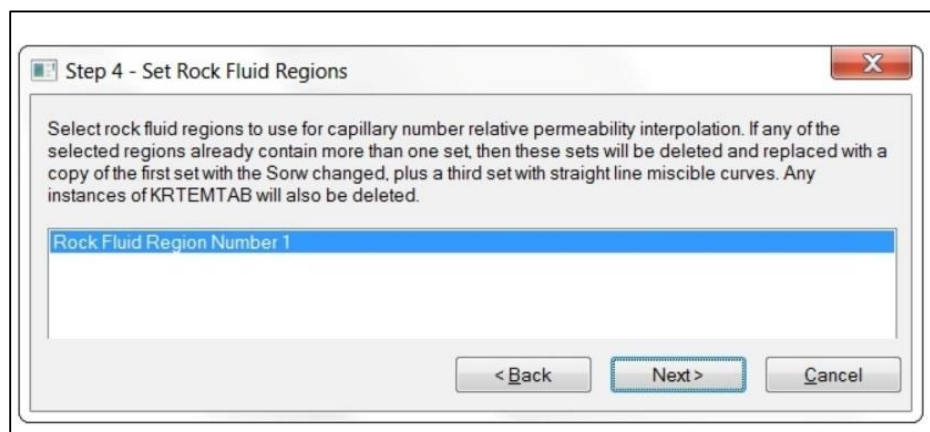 Step 4 - Set Rock Fluid Regions
Select rock fluid regions to use for capillary number relative permeability interpolation. If any of the
selected regions already contain more than one set, then these sets will be deleted and replaced with a
copy of the first set with the Sorw changed, plus a third set with straight line miscible curves. Any
instances of KRTEMTAB will also be deleted.
Rock Fluid Region Number 1
< Back Next > Cancel